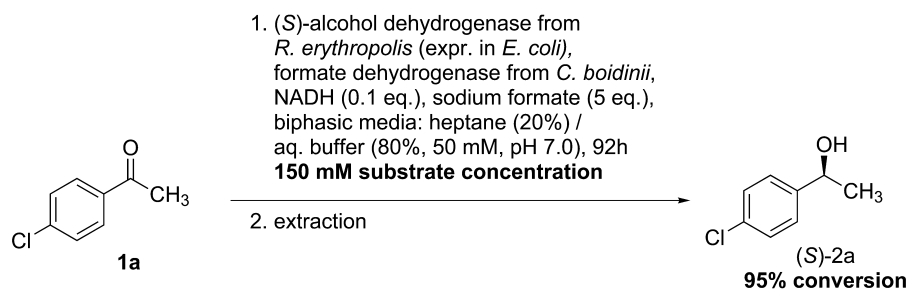 1. (S)-alcohol dehydrogenase from
R. erythropolis (expr. in E. coli),
formate dehydrogenase from C. boidinii,
NADH (0.1 eq.), sodium formate (5 eq.),
biphasic media: heptane (20%) /
aq. buffer (80%, 50 mM, pH 7.0), 92h
150 mM substrate concentration
2. extraction
O
CH3
Cl
1a
OH
CH3
Cl
(S)-2a
95% conversion